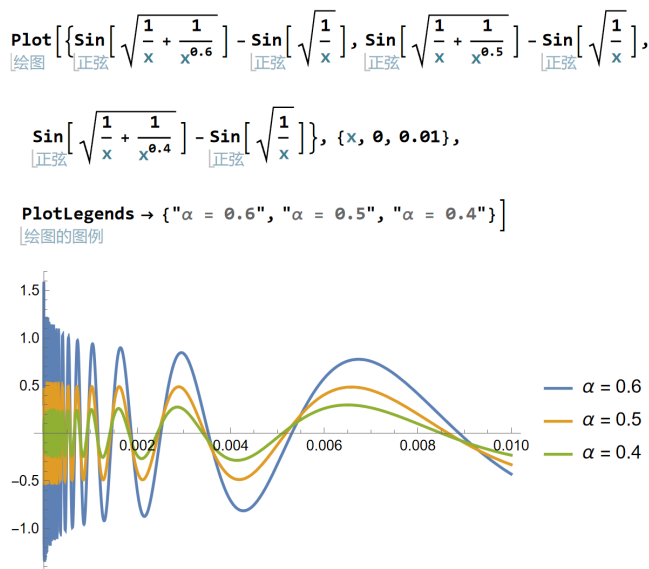 Plot[{Sin[√(1/x + 1/x^0.6)] - Sin[√(1/x)], Sin[√(1/x + 1/x^0.5)] - Sin[√(1/x)],
绘图 正弦 正弦 正弦 正弦
Sin[√(1/x + 1/x^0.4)] - Sin[√(1/x)]}, {x, 0, 0.01},
正弦 正弦
PlotLegends → {"α = 0.6", "α = 0.5", "α = 0.4"}]
绘图的图例
1.5
1.0
0.5
0.002 0.004 0.006 0.008 0.010
-0.5
-1.0
α = 0.6
α = 0.5
α = 0.4